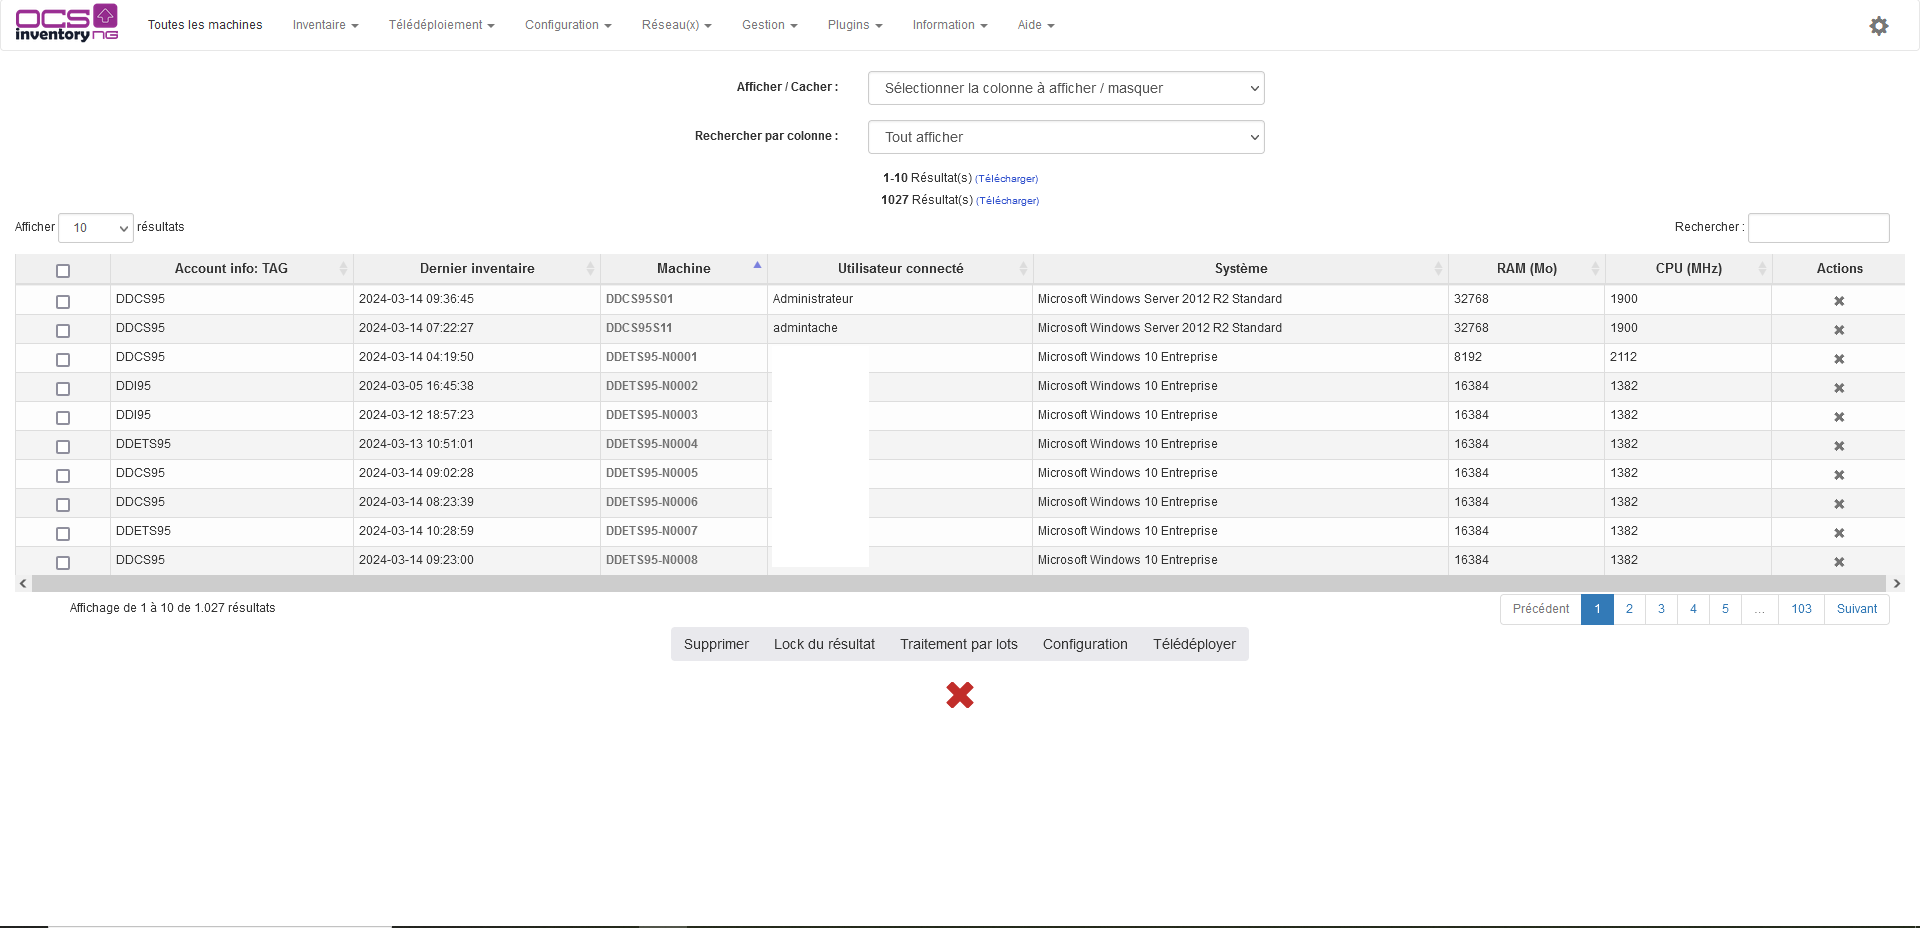 OCS inventory NG
Toutes les machines Inventaire Télédéploiement Configuration Réseau(x) Gestion Plugins Information Aide
Afficher / Cacher : Sélectionner la colonne à afficher / masquer
Rechercher par colonne : Tout afficher
1-10 Résultat(s) (Télécharger)
1027 Résultat(s) (Télécharger)
Afficher 10 résultats Rechercher :
Account info: TAG Dernier inventaire Machine Utilisateur connecté Système RAM (Mo) CPU (MHz) Actions
DDCS95 2024-03-14 09:36:45 DDCS95S01 Administrateur Microsoft Windows Server 2012 R2 Standard 32768 1900
DDCS95 2024-03-14 07:22:27 DDCS95S11 admintache Microsoft Windows Server 2012 R2 Standard 32768 1900
DDCS95 2024-03-14 04:19:50 DDETS95-N0001 Microsoft Windows 10 Entreprise 8192 2112
DDI95 2024-03-05 16:45:38 DDETS95-N0002 Microsoft Windows 10 Entreprise 16384 1382
DDI95 2024-03-12 18:57:23 DDETS95-N0003 Microsoft Windows 10 Entreprise 16384 1382
DDETS95 2024-03-13 10:51:01 DDETS95-N0004 Microsoft Windows 10 Entreprise 16384 1382
DDCS95 2024-03-14 09:02:28 DDETS95-N0005 Microsoft Windows 10 Entreprise 16384 1382
DDCS95 2024-03-14 08:23:39 DDETS95-N0006 Microsoft Windows 10 Entreprise 16384 1382
DDETS95 2024-03-14 10:28:59 DDETS95-N0007 Microsoft Windows 10 Entreprise 16384 1382
DDCS95 2024-03-14 09:23:00 DDETS95-N0008 Microsoft Windows 10 Entreprise 16384 1382
Affichage de 1 à 10 de 1.027 résultats Précédent 1 2 3 4 5 ... 103 Suivant
Supprimer Lock du résultat Traitement par lots Configuration Télédéployer